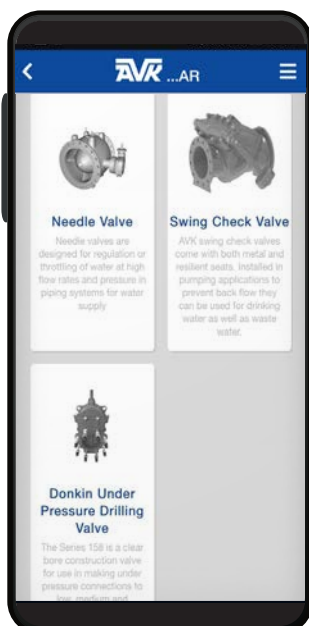 AVK ...AR
Needle Valve
Needle valves are
designed for regulation or
throttling of water at high
flow rates and pressure in
piping systems for water
supply
Swing Check Valve
AVK swing check valves
come with both metal and
resilient seats. Installed in
pumping applications to
prevent back flow they
can be used for drinking
water as well as waste
water.
Donkin Under
Pressure Drilling
Valve
The Series 158 is a clear
bore construction valve
for use in making under
pressure connections to
low, medium and